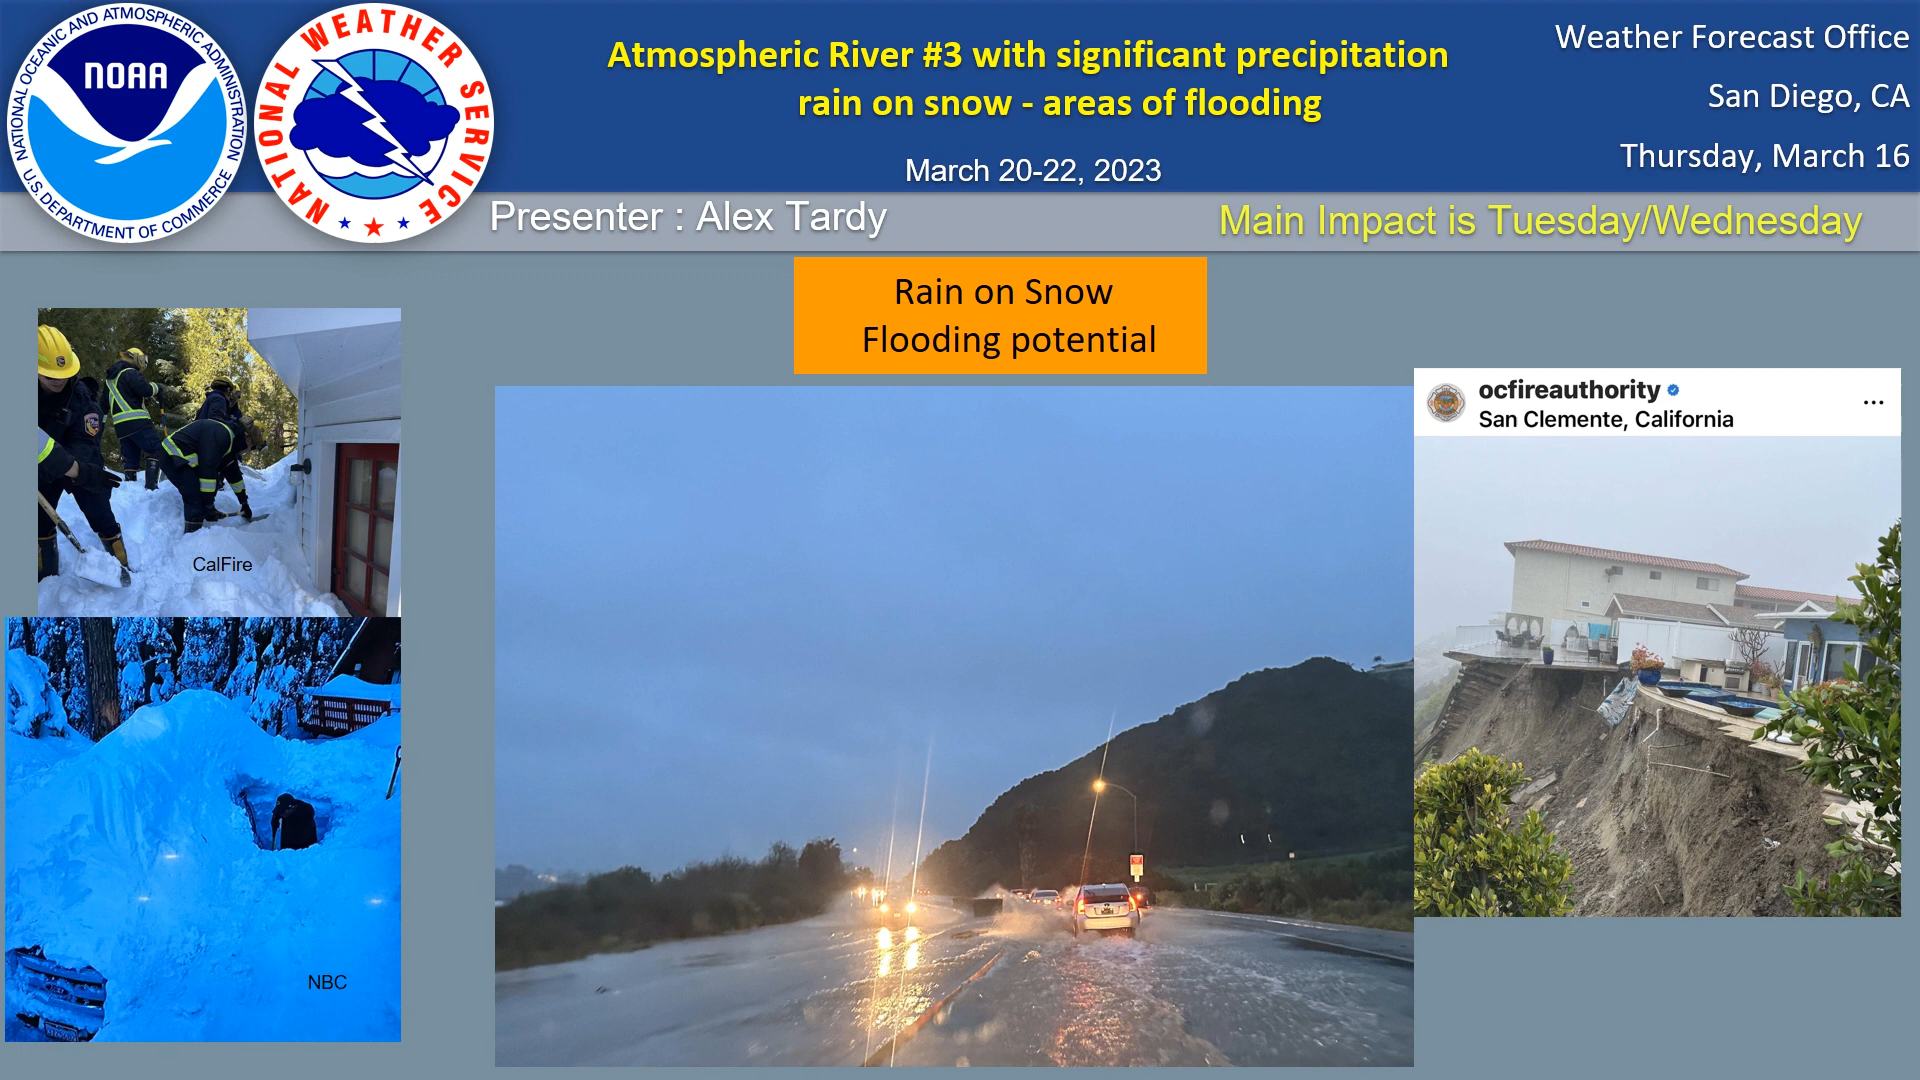 NATIONAL OCEANIC AND ATMOSPHERIC ADMINISTRATION
NOAA
U.S. DEPARTMENT OF COMMERCE
NATIONAL WEATHER SERVICE
Atmospheric River #3 with significant precipitation
rain on snow - areas of flooding
March 20-22, 2023
Weather Forecast Office
San Diego, CA
Thursday, March 16
Presenter : Alex Tardy
Main Impact is Tuesday/Wednesday
Rain on Snow
Flooding potential
CalFire
NBC
ocfireauthority
San Clemente, California